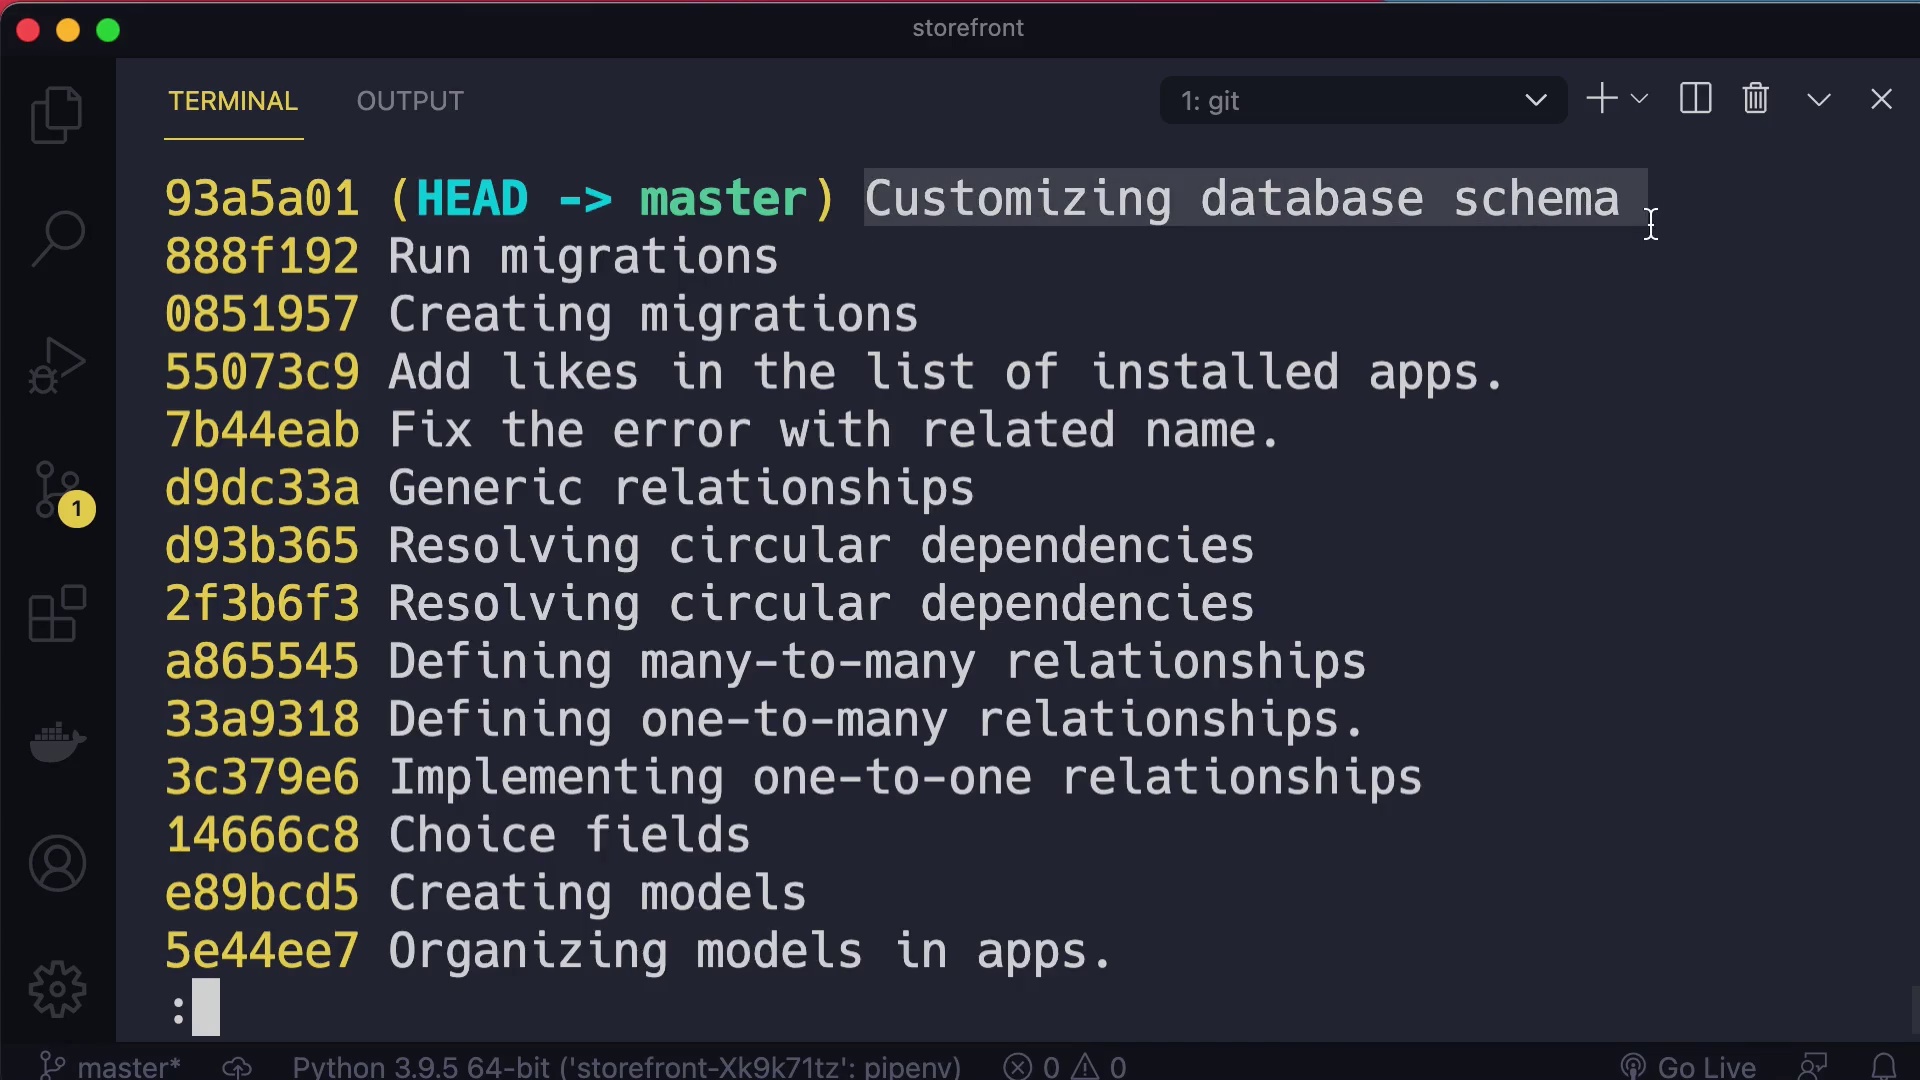 storefront
TERMINAL OUTPUT 1: git
93a5a01 (HEAD -> master) Customizing database schema
888f192 Run migrations
0851957 Creating migrations
55073c9 Add likes in the list of installed apps.
7b44eab Fix the error with related name.
d9dc33a Generic relationships
d93b365 Resolving circular dependencies
2f3b6f3 Resolving circular dependencies
a865545 Defining many-to-many relationships
33a9318 Defining one-to-many relationships.
3c379e6 Implementing one-to-one relationships
14666c8 Choice fields
e89bcd5 Creating models
5e44ee7 Organizing models in apps.
:
1
master* Python 3.9.5 64-bit ('storefront-Xk9k71tz': pipenv) 0 0 Go Live